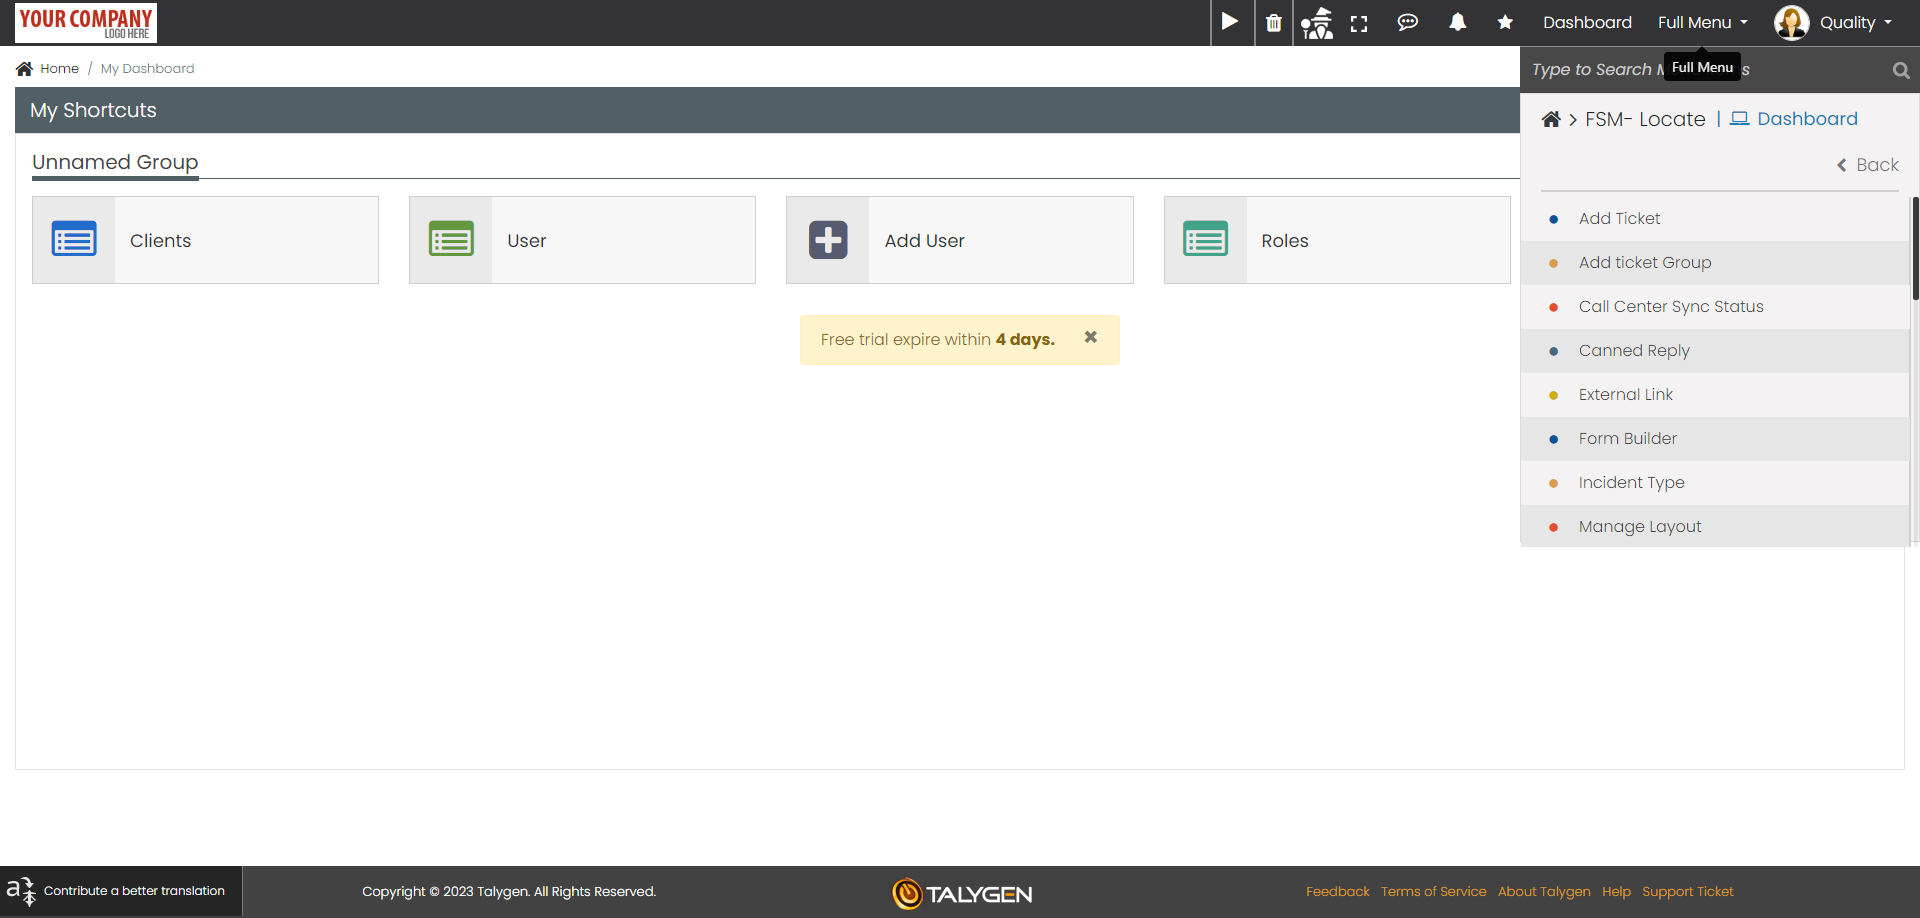 YOUR COMPANY
LOGO HERE
Dashboard
Full Menu
Quality
Home / My Dashboard
Type to Search M
s
Full Menu
My Shortcuts
FSM- Locate | Dashboard
Back
Unnamed Group
Clients
User
Add User
Roles
Add Ticket
Add ticket Group
Call Center Sync Status
Canned Reply
External Link
Form Builder
Incident Type
Manage Layout
Free trial expire within 4 days.
Contribute a better translation
Copyright © 2023 Talygen. All Rights Reserved.
TALYGEN
Feedback Terms of Service About Talygen Help Support Ticket